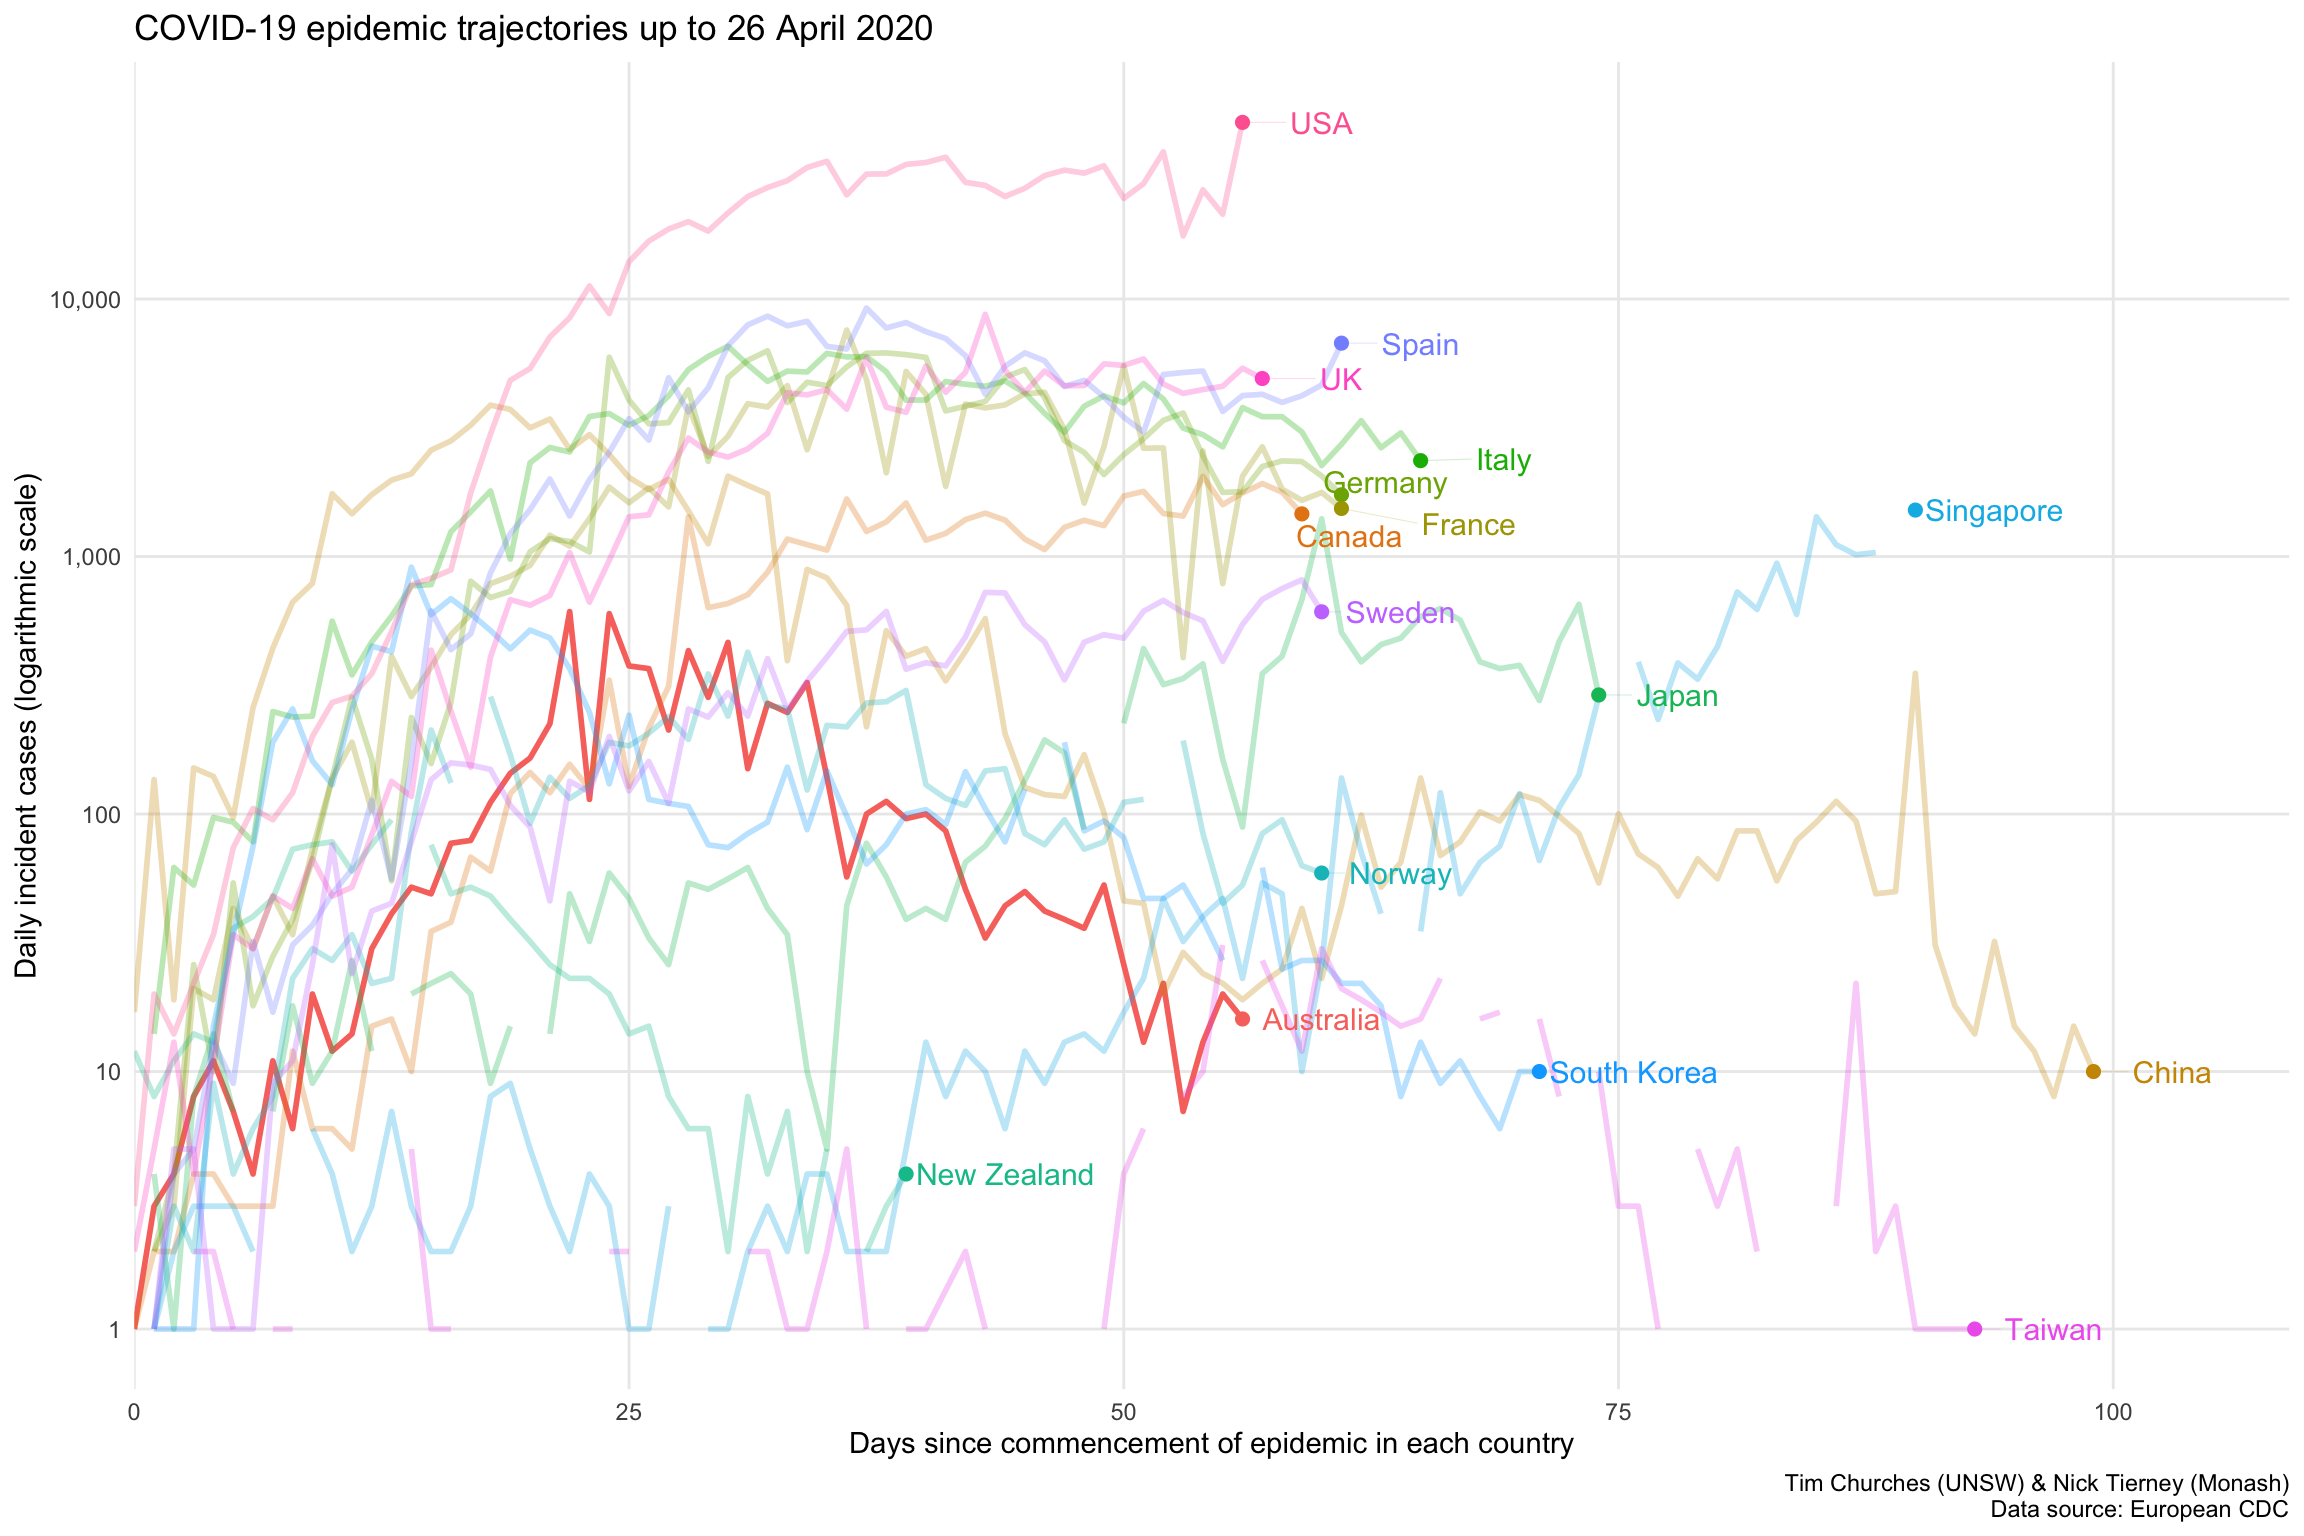 COVID-19 epidemic trajectories up to 26 April 2020
USA
10,000
Spain
UK
Italy
Germany
Singapore
France
Canada
1,000
Sweden
Japan
100
Norway
Australia
10
South Korea
China
New Zealand
1
Taiwan
Daily incident cases (logarithmic scale)
0 25 50 75 100
Days since commencement of epidemic in each country
Tim Churches (UNSW) & Nick Tierney (Monash)
Data source: European CDC